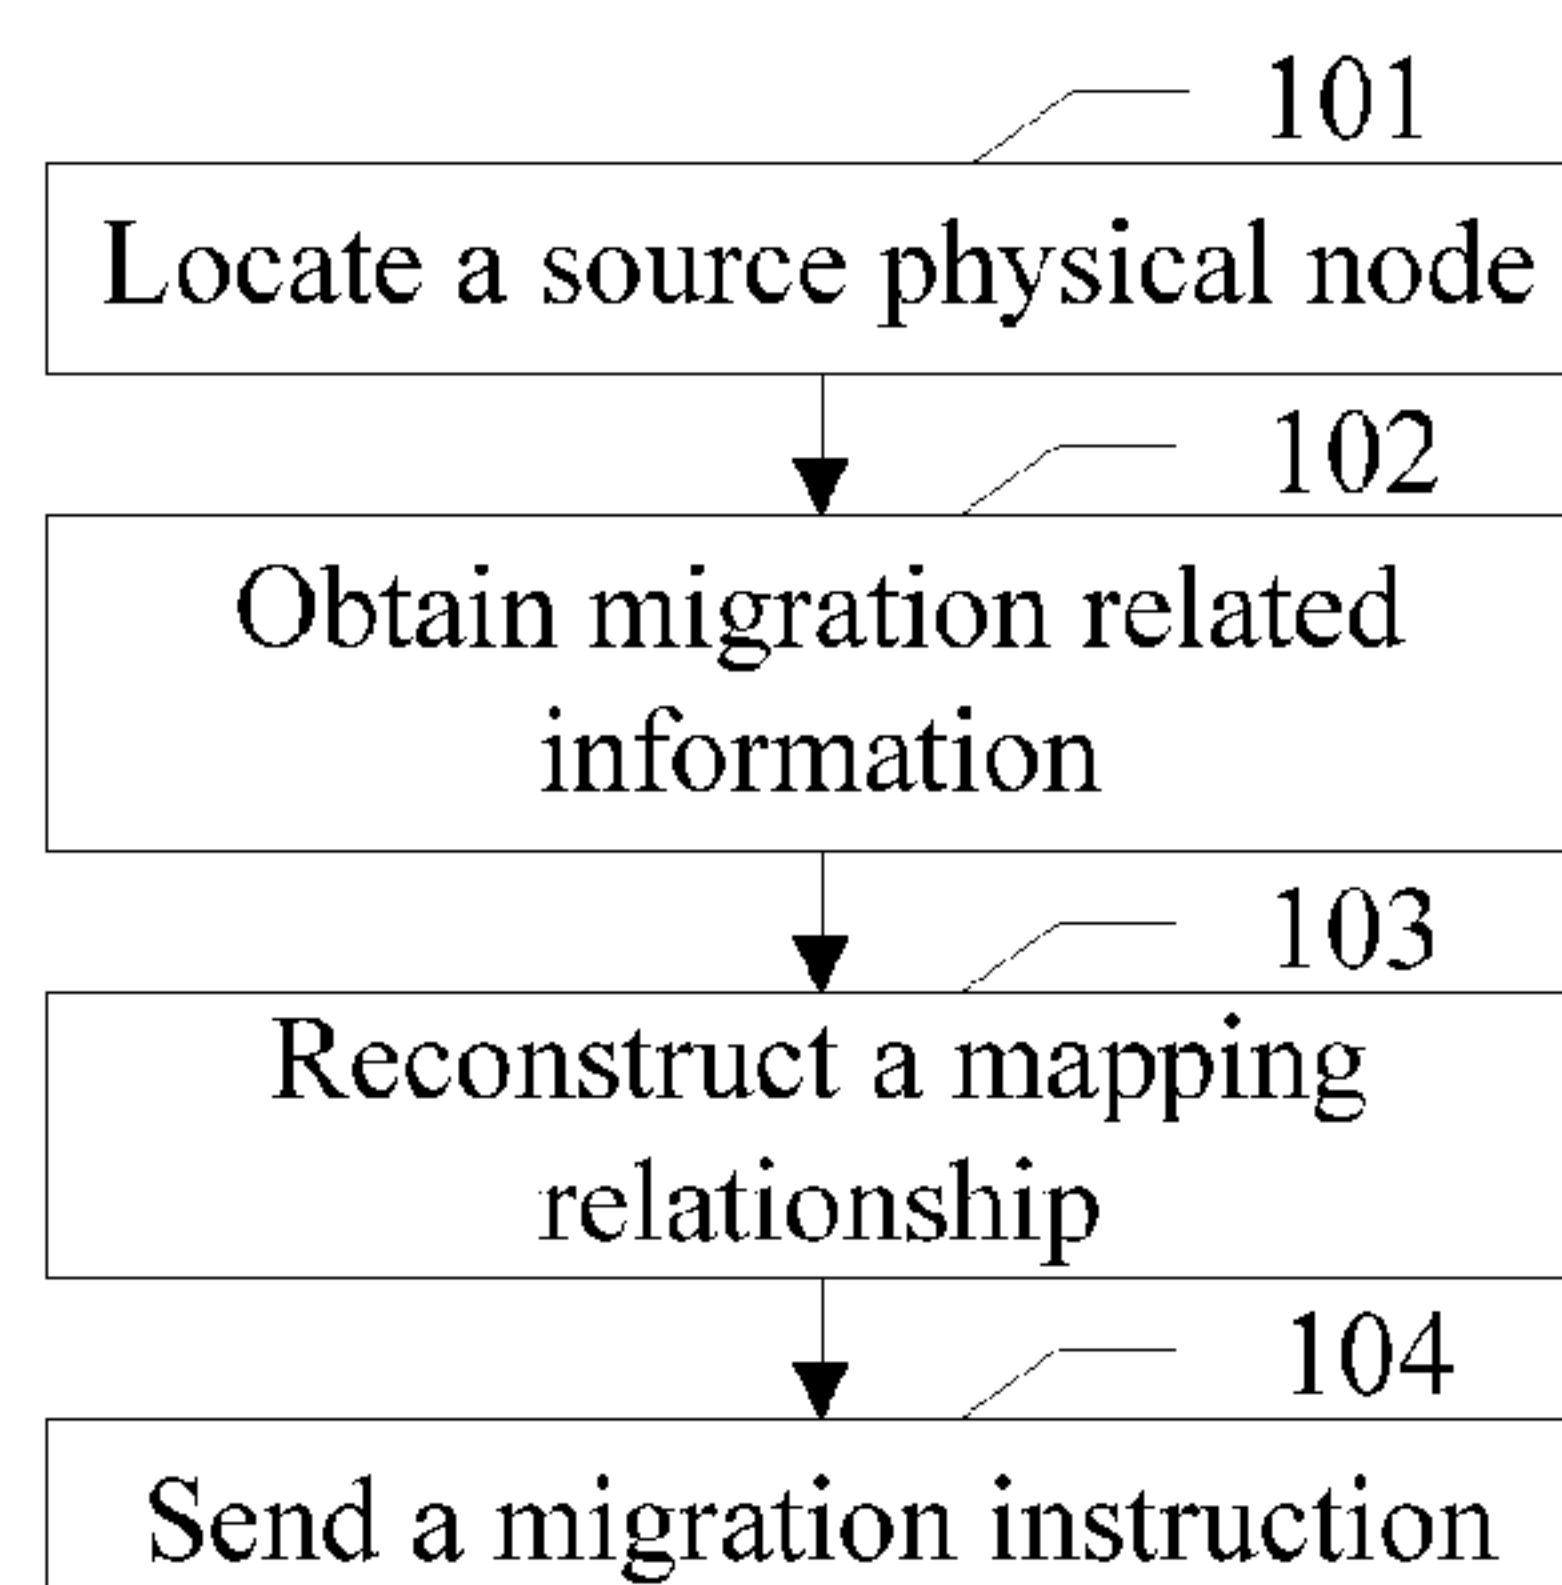 101
Locate a source physical node
102
Obtain migration related
information
103
Reconstruct a mapping
relationship
104
Send a migration instruction